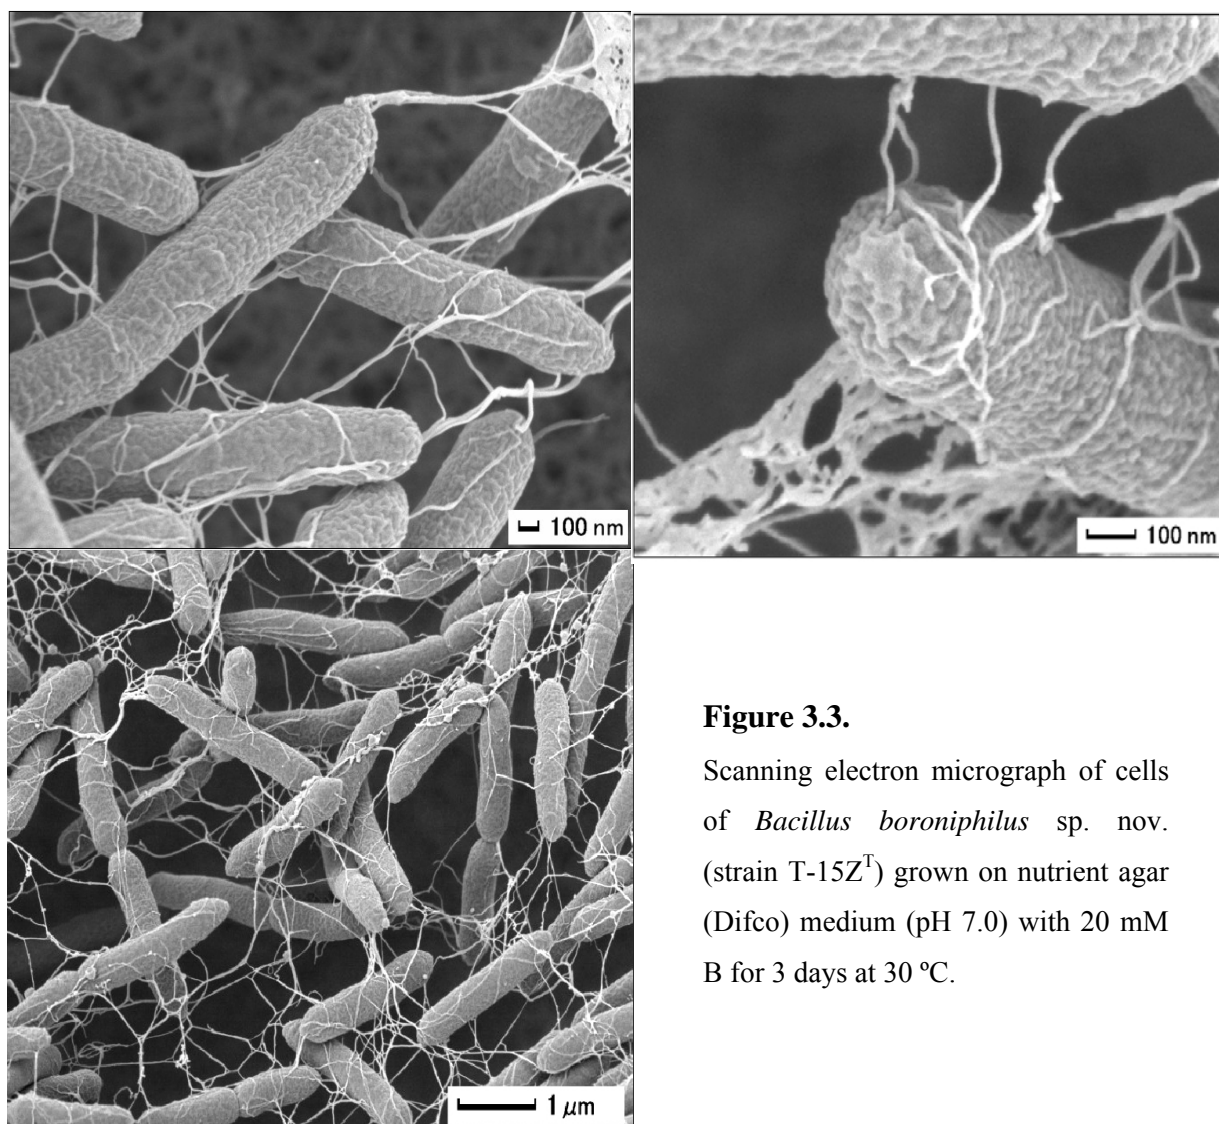 100 nm
100 nm
1 μm
Figure 3.3.
Scanning electron micrograph of cells
of Bacillus boroniphilus sp. nov.
(strain T-15Zᵀ) grown on nutrient agar
(Difco) medium (pH 7.0) with 20 mM
B for 3 days at 30 ºC.